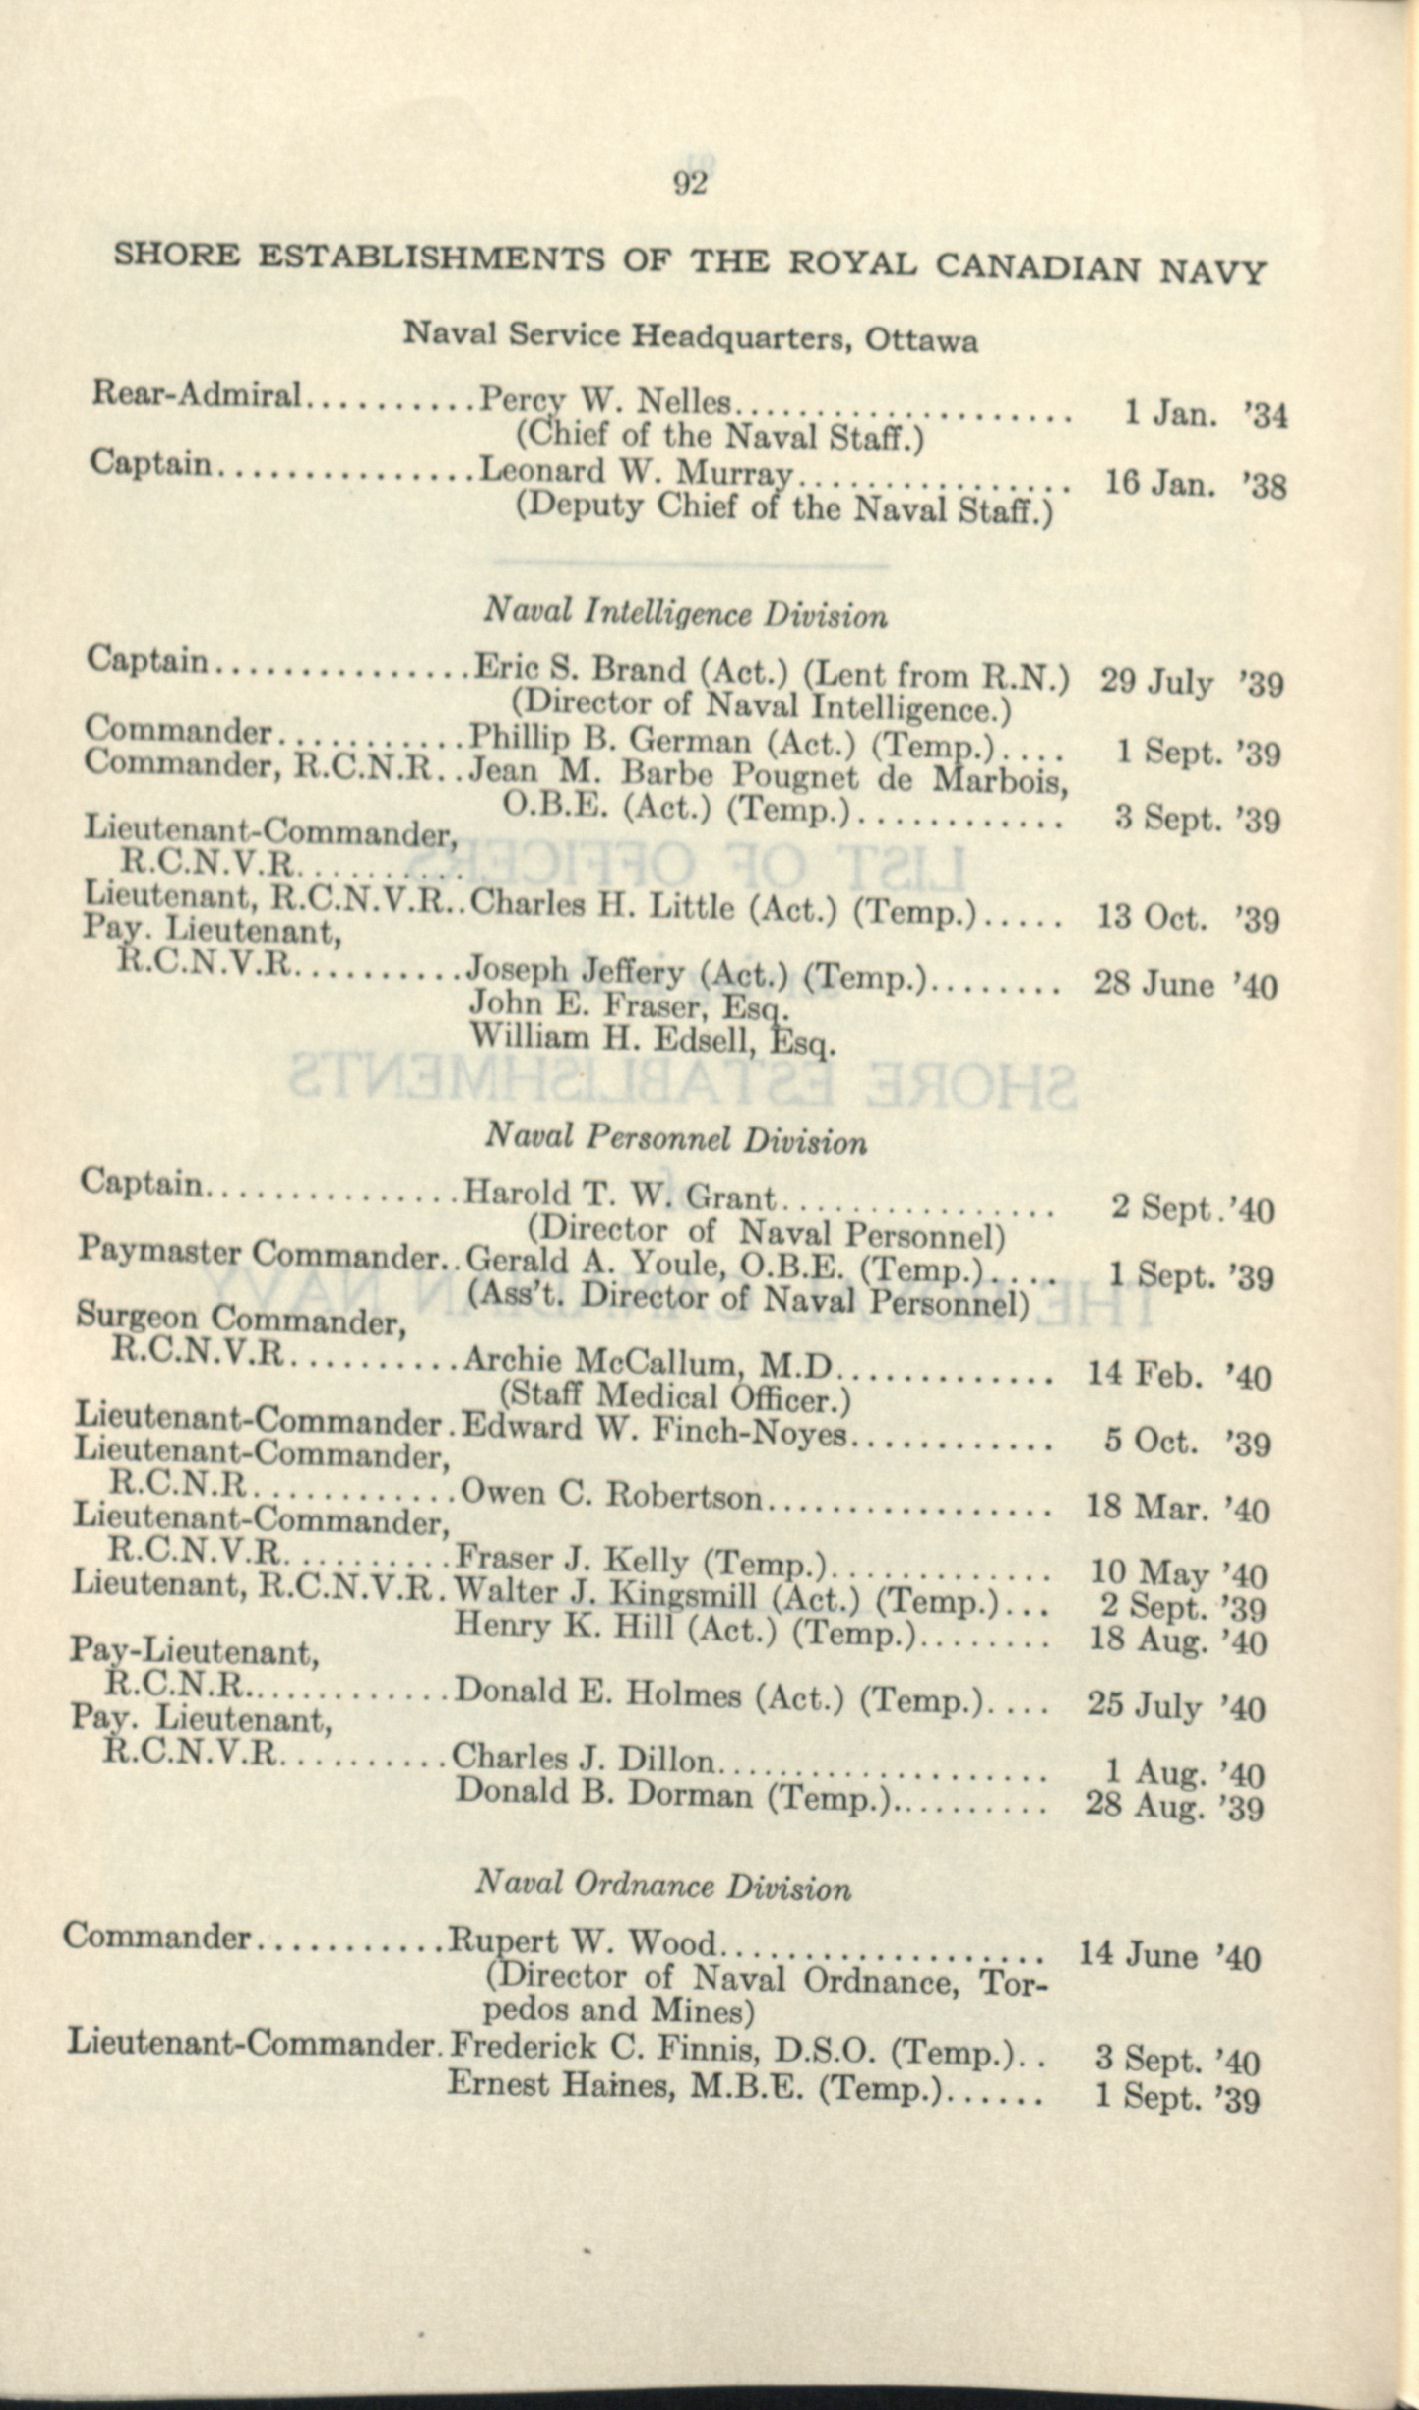 92
SHORE ESTABLISHMENTS OF THE ROYAL CANADIAN NAVY
Naval Service Headquarters, Ottawa
Rear-Admiral..........Percy W. Nelles..................... 1 Jan. '34
(Chief of the Naval Staff.)
Captain................Leonard W. Murray................. 16 Jan. '38
(Deputy Chief of the Naval Staff.)
Naval Intelligence Division
Captain................Eric S. Brand (Act.) (Lent from R.N.) 29 July '39
(Director of Naval Intelligence.)
Commander...........Phillip B. German (Act.) (Temp.).... 1 Sept. '39
Commander, R.C.N.R..Jean M. Barbe Pougnet de Marbois,
O.B.E. (Act.) (Temp.)............. 3 Sept. '39
Lieutenant-Commander,
R.C.N.V.R..........
Lieutenant, R.C.N.V.R..Charles H. Little (Act.) (Temp.)..... 13 Oct. '39
Pay. Lieutenant,
R.C.N.V.R..........Joseph Jeffery (Act.) (Temp.)........ 28 June '40
John E. Fraser, Esq.
William H. Edsell, Esq.
Naval Personnel Division
Captain................Harold T. W. Grant................. 2 Sept.'40
(Director of Naval Personnel)
Paymaster Commander..Gerald A. Youle, O.B.E. (Temp.).... 1 Sept. '39
(Ass't. Director of Naval Personnel)
Surgeon Commander,
R.C.N.V.R..........Archie McCallum, M.D.............. 14 Feb. '40
(Staff Medical Officer.)
Lieutenant-Commander.Edward W. Finch-Noyes............. 5 Oct. '39
Lieutenant-Commander,
R.C.N.R.............Owen C. Robertson.................. 18 Mar. '40
Lieutenant-Commander,
R.C.N.V.R..........Fraser J. Kelly (Temp.).............. 10 May '40
Lieutenant, R.C.N.V.R.Walter J. Kingsmill (Act.) (Temp.)... 2 Sept. '39
Henry K. Hill (Act.) (Temp.)........ 18 Aug. '40
Pay-Lieutenant,
R.C.N.R.............Donald E. Holmes (Act.) (Temp.).... 25 July '40
Pay. Lieutenant,
R.C.N.V.R..........Charles J. Dillon..................... 1 Aug. '40
Donald B. Dorman (Temp.).......... 28 Aug. '39
Naval Ordnance Division
Commander...........Rupert W. Wood.................... 14 June '40
(Director of Naval Ordnance, Tor-
pedos and Mines)
Lieutenant-Commander.Frederick C. Finnis, D.S.O. (Temp.).. 3 Sept. '40
Ernest Haines, M.B.E. (Temp.)...... 1 Sept. '39